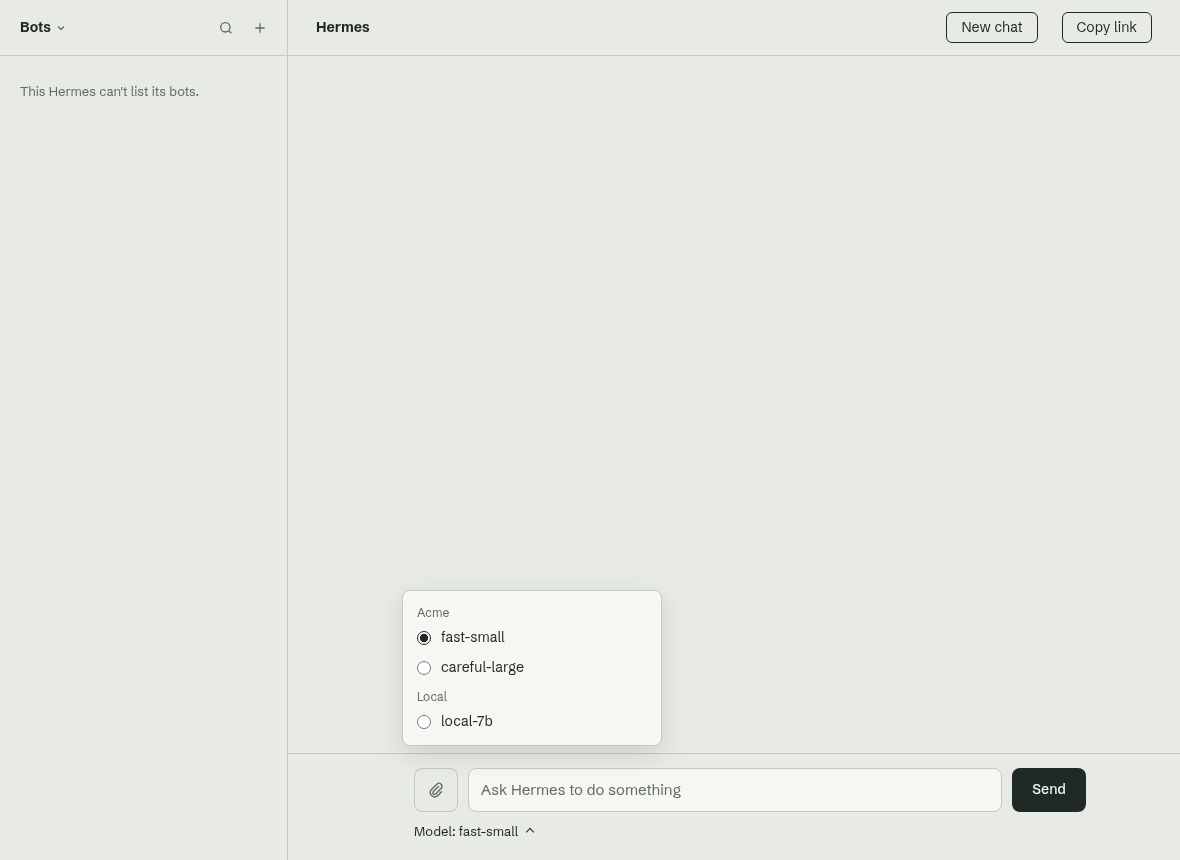 Bots
This Hermes can't list its bots.
Hermes
New chat
Copy link
Acme
fast-small
careful-large
Local
local-7b
Ask Hermes to do something
Send
Model: fast-small